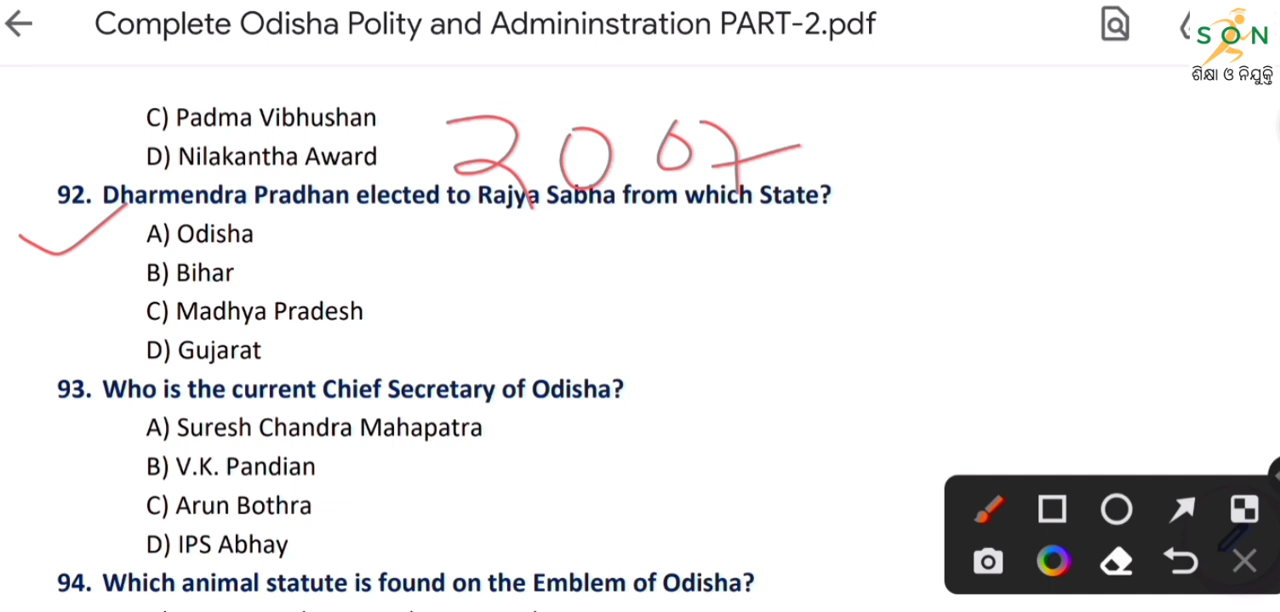 Complete Odisha Polity and Admininstration PART-2.pdf
SON
ଶିକ୍ଷା ଓ ନିଯୁକ୍ତି
C) Padma Vibhushan
D) Nilakantha Award
2007
92. Dharmendra Pradhan elected to Rajya Sabha from which State?
A) Odisha
B) Bihar
C) Madhya Pradesh
D) Gujarat
93. Who is the current Chief Secretary of Odisha?
A) Suresh Chandra Mahapatra
B) V.K. Pandian
C) Arun Bothra
D) IPS Abhay
94. Which animal statute is found on the Emblem of Odisha?